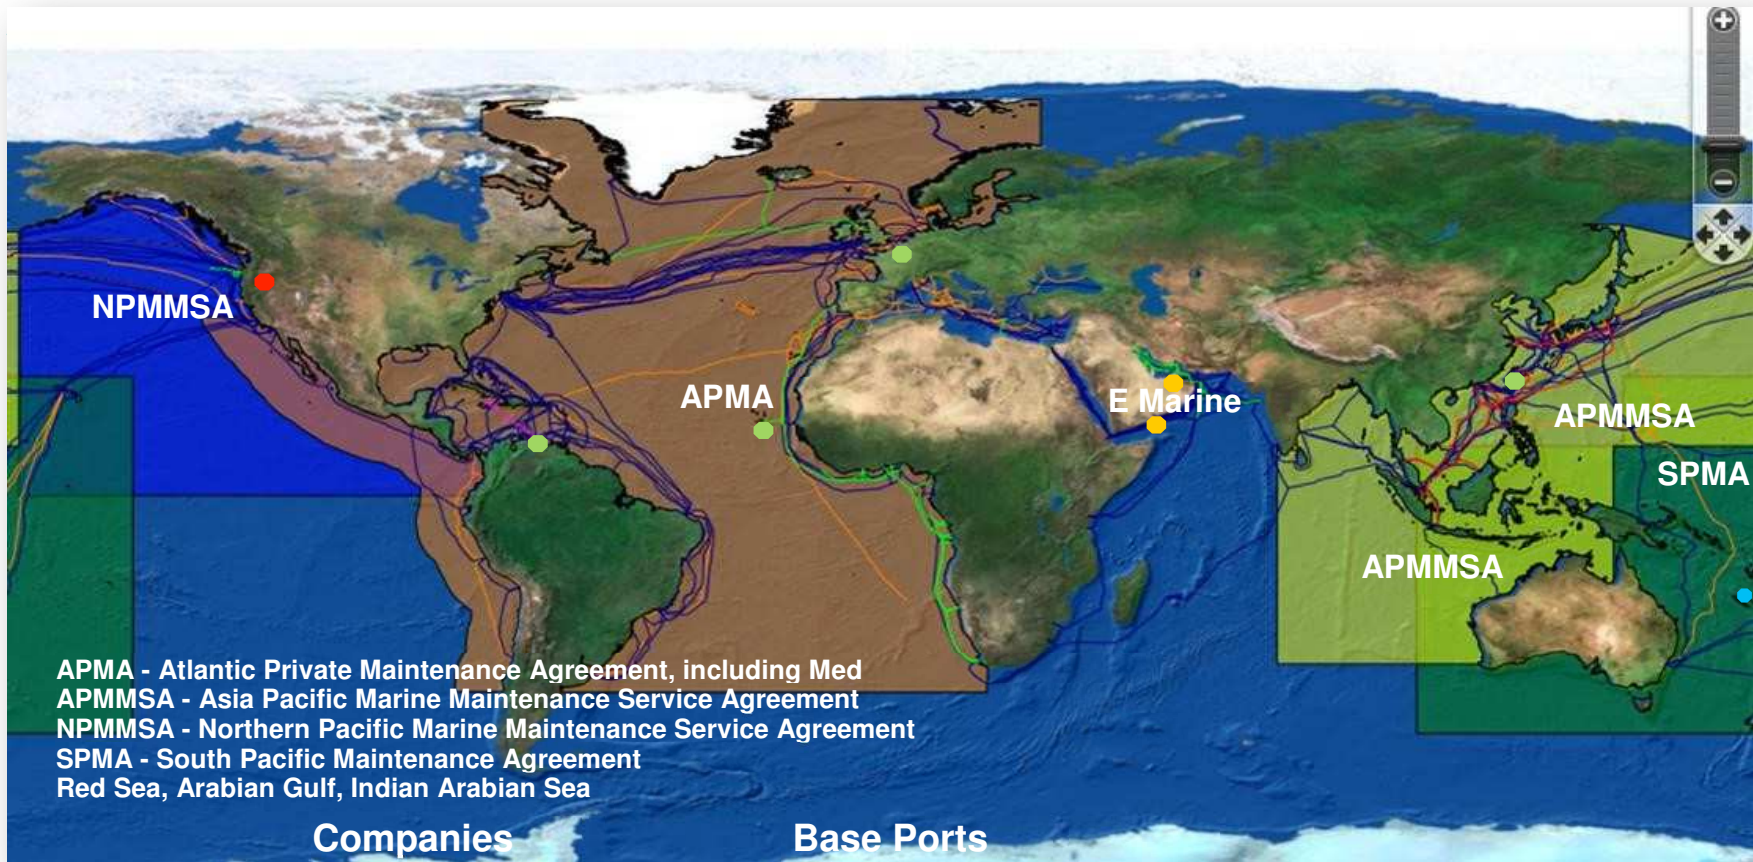 NPMMSA
APMA
E Marine
APMMSA
SPMA
APMMSA
APMA - Atlantic Private Maintenance Agreement, including Med
APMMSA - Asia Pacific Marine Maintenance Service Agreement
NPMMSA - Northern Pacific Marine Maintenance Service Agreement
SPMA - South Pacific Maintenance Agreement
Red Sea, Arabian Gulf, Indian Arabian Sea
Companies
Base Ports